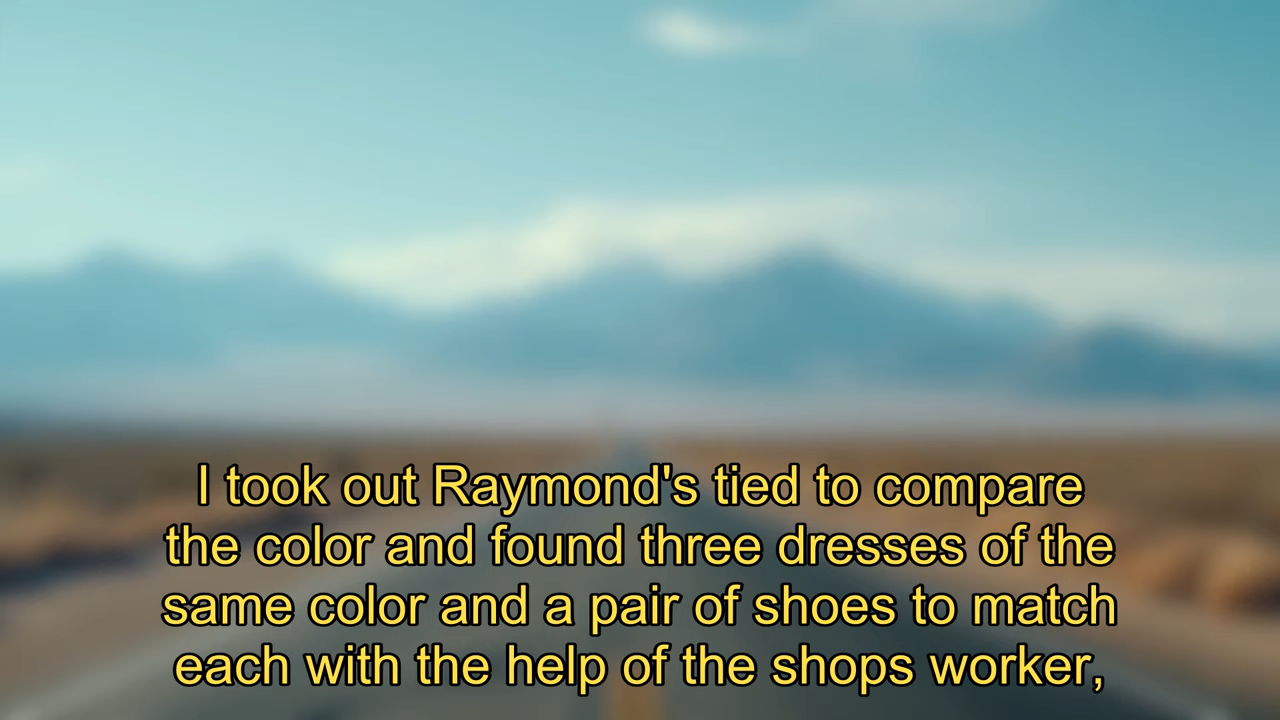 I took out Raymond's tied to compare
the color and found three dresses of the
same color and a pair of shoes to match
each with the help of the shops worker,